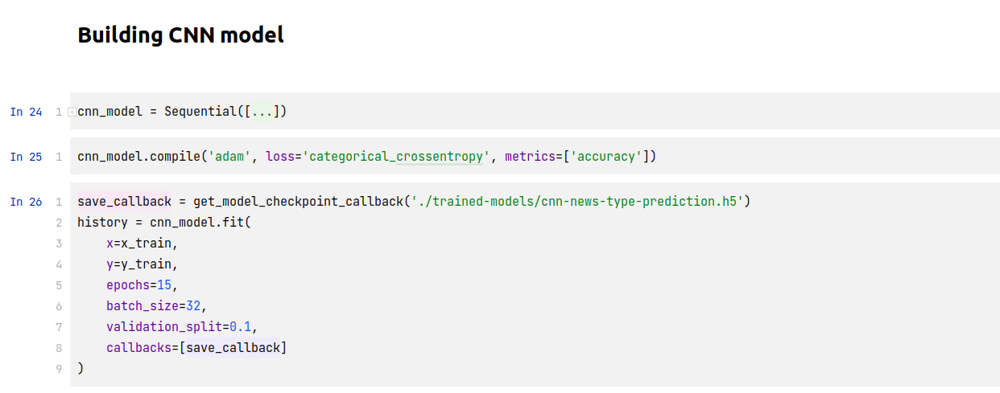 Building CNN model
In 24 1 cnn_model = Sequential([...])
In 25 1 cnn_model.compile('adam', loss='categorical_crossentropy', metrics=['accuracy'])
In 26 1 save_callback = get_model_checkpoint_callback('./trained-models/cnn-news-type-prediction.h5')
2 history = cnn_model.fit(
3     x=x_train,
4     y=y_train,
5     epochs=15,
6     batch_size=32,
7     validation_split=0.1,
8     callbacks=[save_callback]
9 )